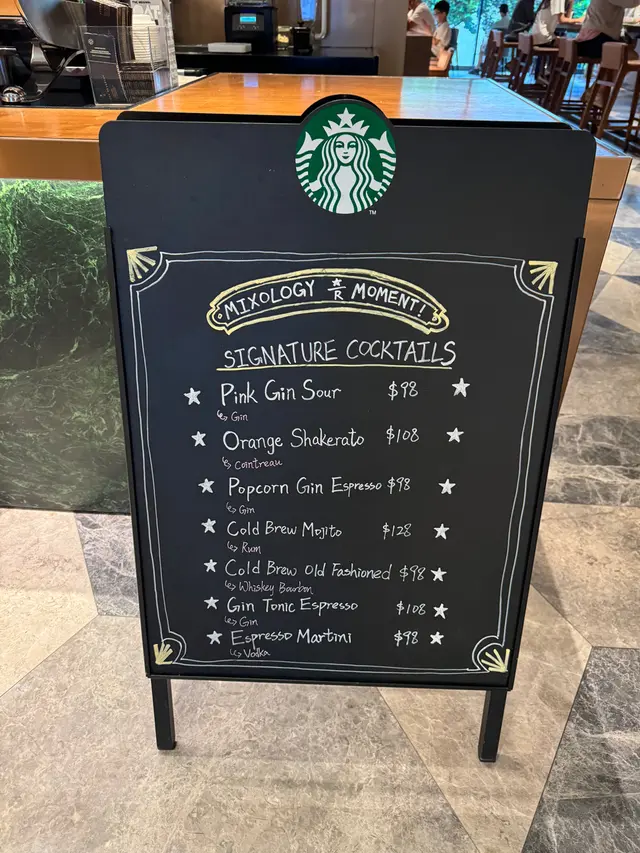 TM
MIXOLOGY ★ R MOMENT!
SIGNATURE COCKTAILS
Pink Gin Sour $98
↳ Gin
Orange Shakerato $108
↳ Cointreau
Popcorn Gin Espresso $98
↳ Gin
Cold Brew Mojito $128
↳ Rum
Cold Brew Old Fashioned $98
↳ Whiskey Bourbon
Gin Tonic Espresso $108
↳ Gin
Espresso Martini $98
↳ Vodka